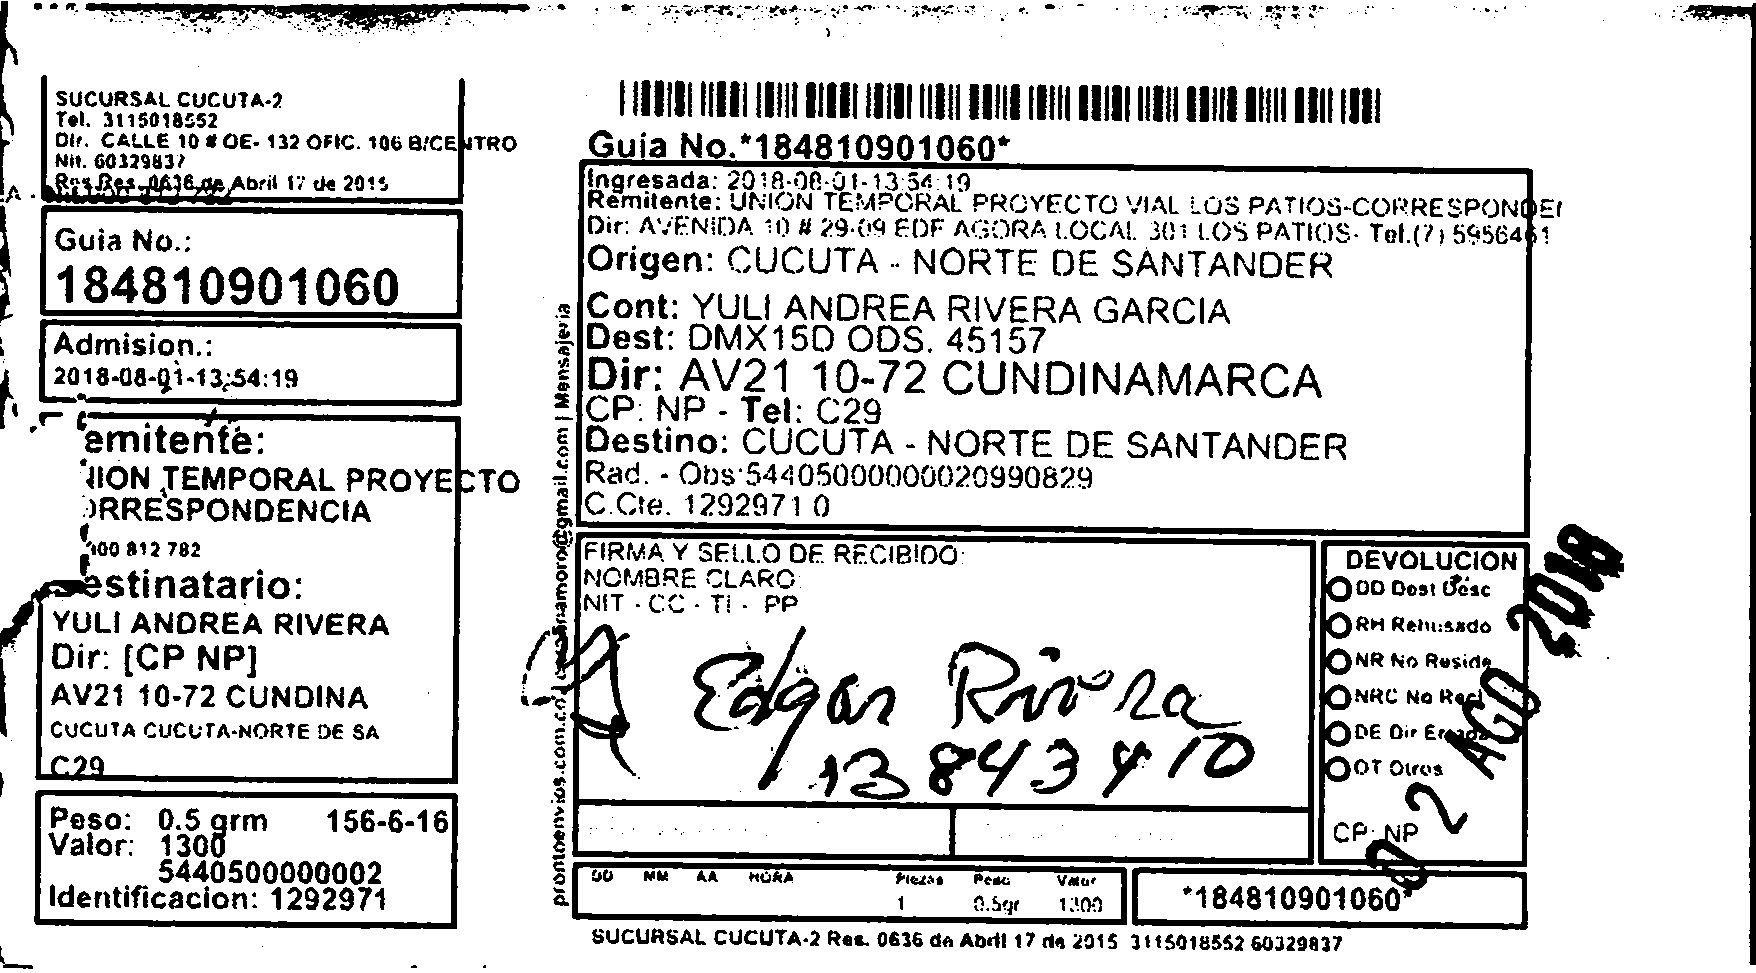 SUCURSAL CUCUTA-2
Tel. 3115018552
Dir. CALLE 10 # OE- 132 OFIC. 106 B/CENTRO
Nit. 60329837
Res. 0636 de Abril 17 de 2015
Guia No.:
184810901060
Admision.:
2018-08-01-13:54:19
emitente:
NION TEMPORAL PROYECTO
ORRESPONDENCIA
900 812 782
estinatario:
YULI ANDREA RIVERA
Dir: [CP NP]
AV21 10-72 CUNDINA
CUCUTA CUCUTA-NORTE DE SA
C29
Peso: 0.5 grm 156-6-16
Valor: 1300
5440500000002
Identificacion: 1292971
Guia No.*184810901060*
Ingresada: 2018-08-01-13:54:19
Remitente: UNION TEMPORAL PROYECTO VIAL LOS PATIOS-CORRESPONDE
Dir: AVENIDA 10 # 29-09 EDF AGORA LOCAL 301 LOS PATIOS- Tel.(7) 5956461
Origen: CUCUTA - NORTE DE SANTANDER
Cont: YULI ANDREA RIVERA GARCIA
Dest: DMX15D ODS. 45157
Dir: AV21 10-72 CUNDINAMARCA
CP: NP - Tel: C29
Destino: CUCUTA - NORTE DE SANTANDER
Rad. - Obs:544050000000020990829
C.Cte. 1292971 0
| Mensajeria
FIRMA Y SELLO DE RECIBIDO:
NOMBRE CLARO:
NIT - CC - TI - PP
Edgar Rivera
13843410
DEVOLUCION
DD Dest Desc
RH Rehusado
NR No Reside
NRC No Recl
DE Dir Errada
OT Otros
CP: NP
02 AGO 2018
DD MM AA HORA Piezas Peso Valor
1 0.5gr 1300
*184810901060*
SUCURSAL CUCUTA-2 Res. 0636 de Abril 17 de 2015 3115018552 60329837